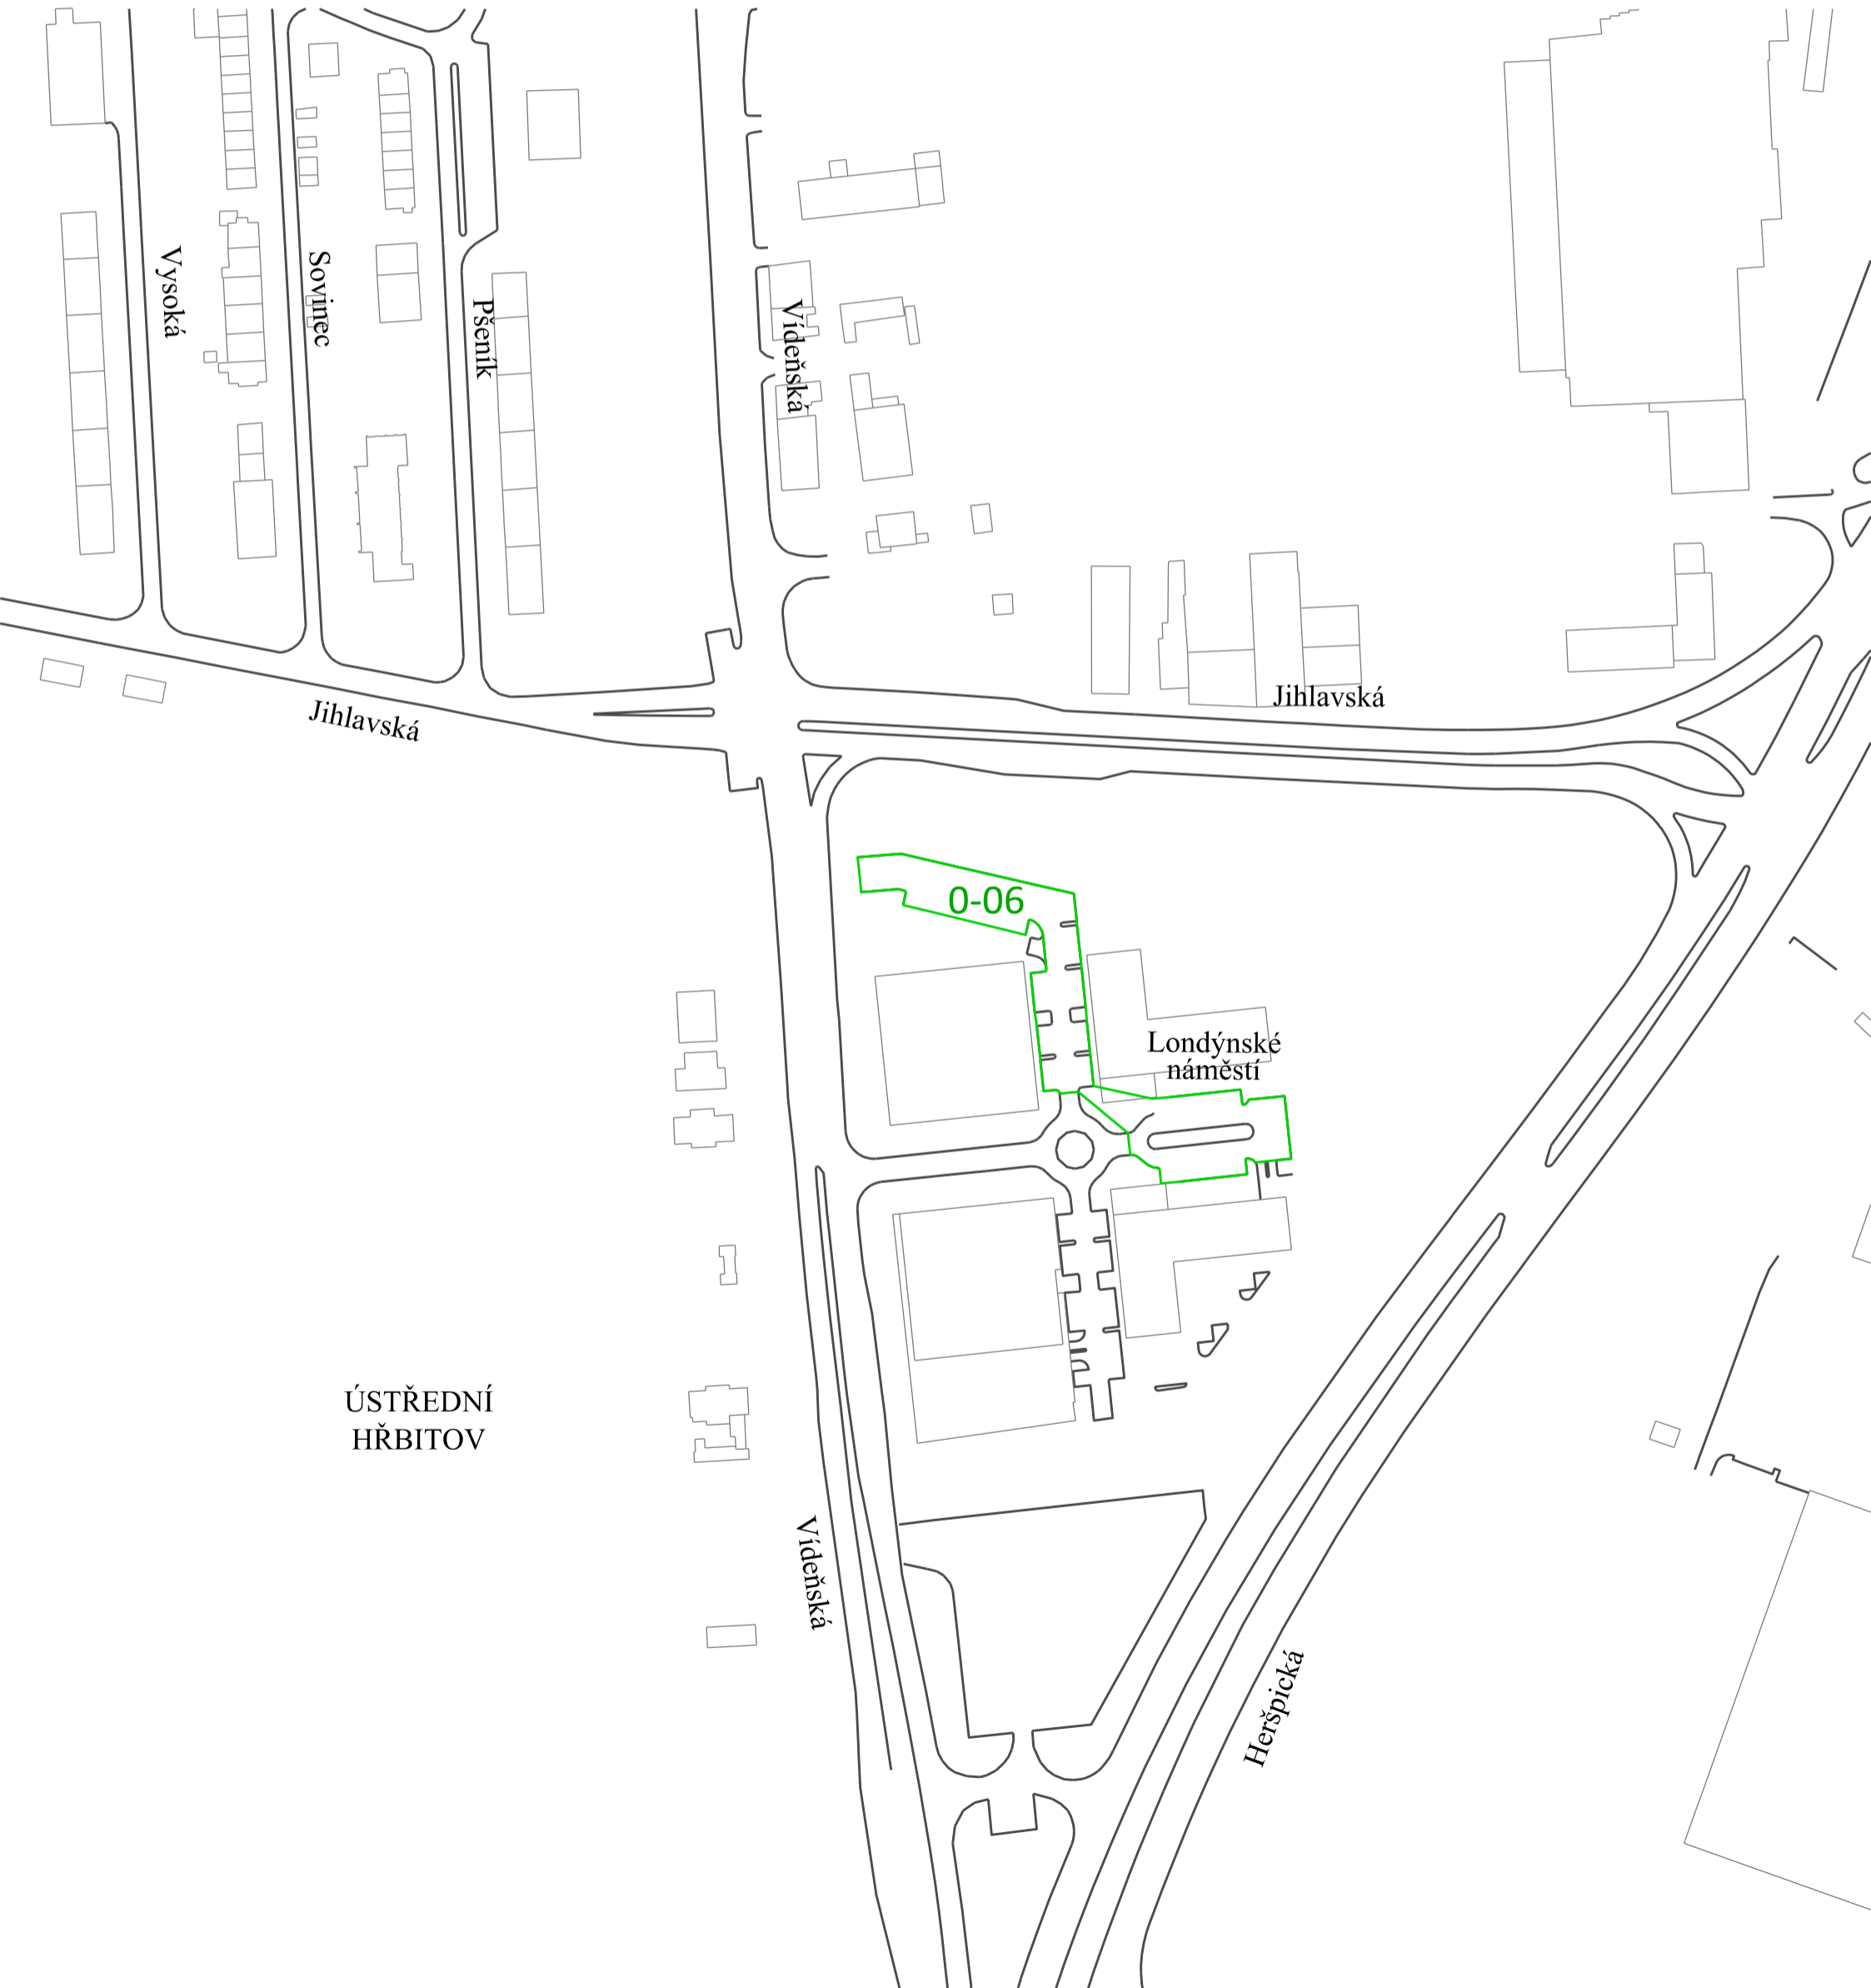 Vysoká
Sovinec
Pšeník
Vídeňská
Jihlavská
Jihlavská
0-06
Londýnské
náměstí
ÚSTŘEDNÍ
HŘBITOV
Vídeňská
Heršpická